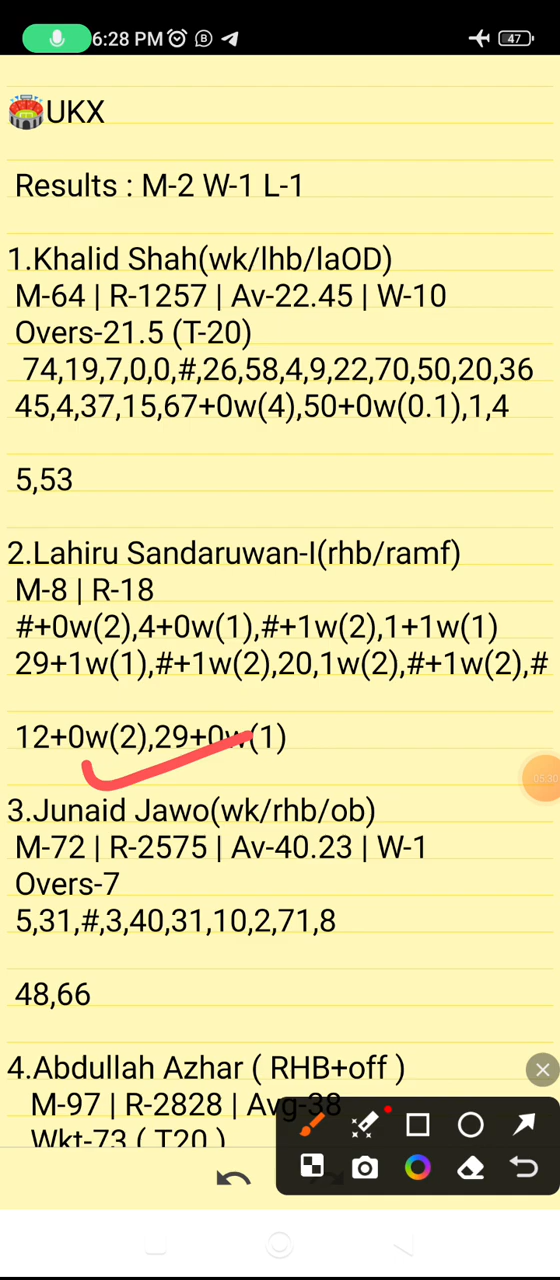 6:28 PM
47
🏟️UKX
Results : M-2 W-1 L-1
1.Khalid Shah(wk/lhb/laOD)
M-64 | R-1257 | Av-22.45 | W-10
Overs-21.5 (T-20)
74,19,7,0,0,#,26,58,4,9,22,70,50,20,36
45,4,37,15,67+0w(4),50+0w(0.1),1,4
5,53
2.Lahiru Sandaruwan-I(rhb/ramf)
M-8 | R-18
#+0w(2),4+0w(1),#+1w(2),1+1w(1)
29+1w(1),#+1w(2),20,1w(2),#+1w(2),#
12+0w(2),29+0w(1)
05:30
3.Junaid Jawo(wk/rhb/ob)
M-72 | R-2575 | Av-40.23 | W-1
Overs-7
5,31,#,3,40,31,10,2,71,8
48,66
4.Abdullah Azhar ( RHB+off )
M-97 | R-2828 | Avg-38
Wkt-73 ( T20 )